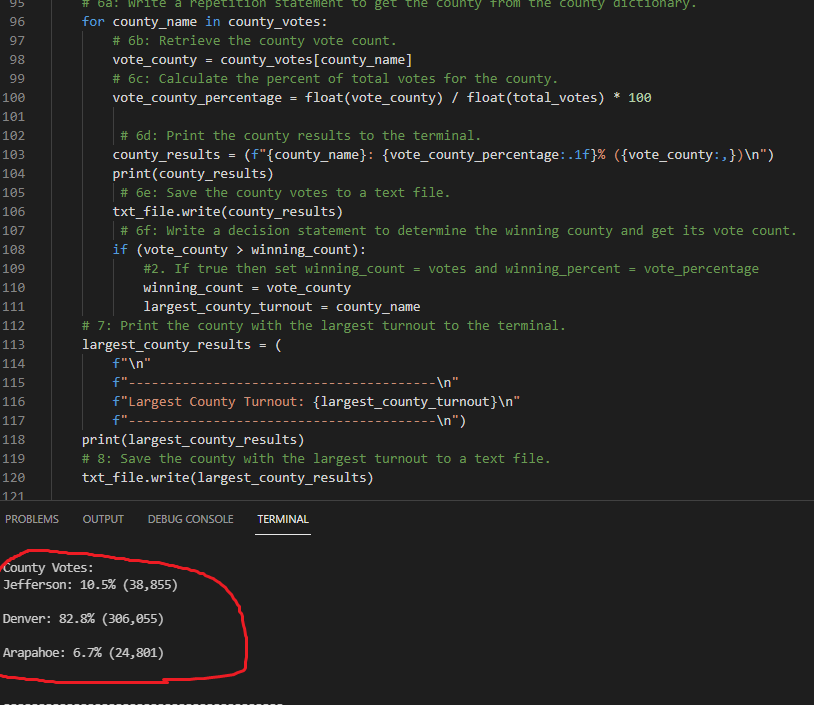 95 # 6a: Write a repetition statement to get the county from the county dictionary.
96 for county_name in county_votes:
97 # 6b: Retrieve the county vote count.
98 vote_county = county_votes[county_name]
99 # 6c: Calculate the percent of total votes for the county.
100 vote_county_percentage = float(vote_county) / float(total_votes) * 100
101
102 # 6d: Print the county results to the terminal.
103 county_results = (f"{county_name}: {vote_county_percentage:.1f}% ({vote_county:,})\n")
104 print(county_results)
105 # 6e: Save the county votes to a text file.
106 txt_file.write(county_results)
107 # 6f: Write a decision statement to determine the winning county and get its vote count.
108 if (vote_county > winning_count):
109 #2. If true then set winning_count = votes and winning_percent = vote_percentage
110 winning_count = vote_county
111 largest_county_turnout = county_name
112 # 7: Print the county with the largest turnout to the terminal.
113 largest_county_results = (
114 f"\n"
115 f"----------------------------------------\n"
116 f"Largest County Turnout: {largest_county_turnout}\n"
117 f"----------------------------------------\n")
118 print(largest_county_results)
119 # 8: Save the county with the largest turnout to a text file.
120 txt_file.write(largest_county_results)
121
PROBLEMS OUTPUT DEBUG CONSOLE TERMINAL
County Votes:
Jefferson: 10.5% (38,855)
Denver: 82.8% (306,055)
Arapahoe: 6.7% (24,801)
----------------------------------------